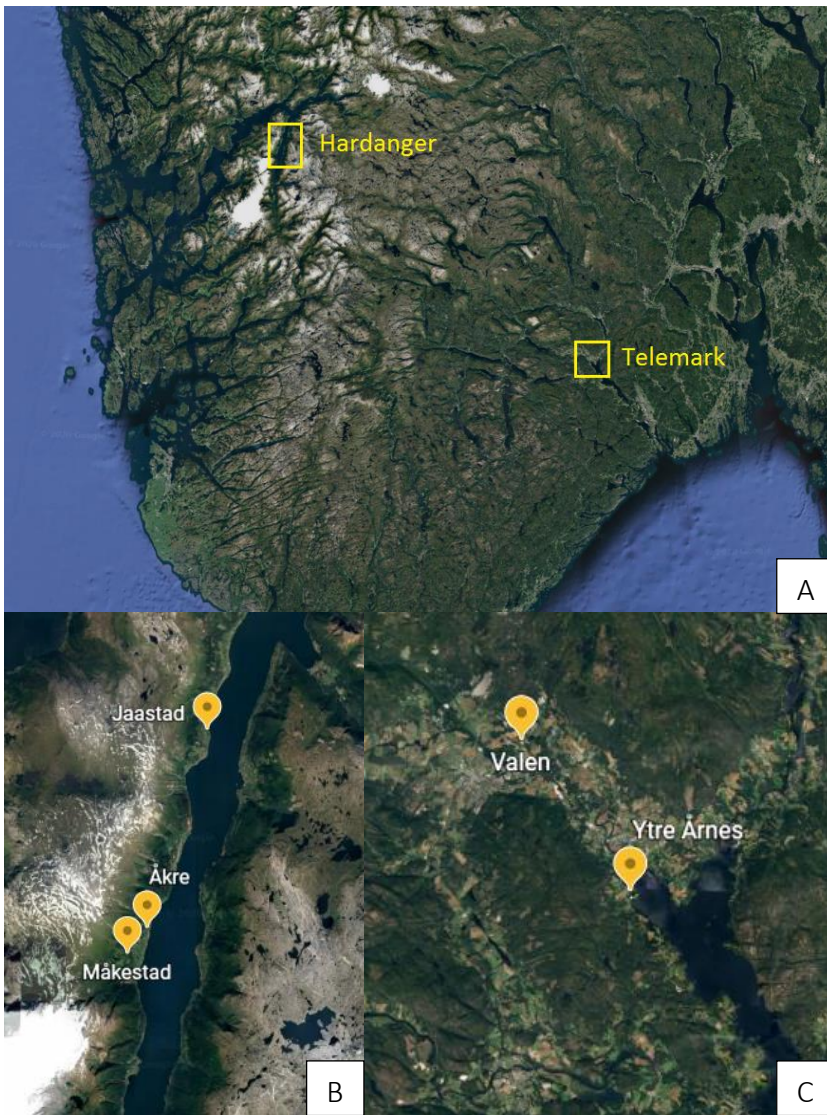 Hardanger
Telemark
A
Jaastad
Åkre
Måkestad
B
Valen
Ytre Årnes
C